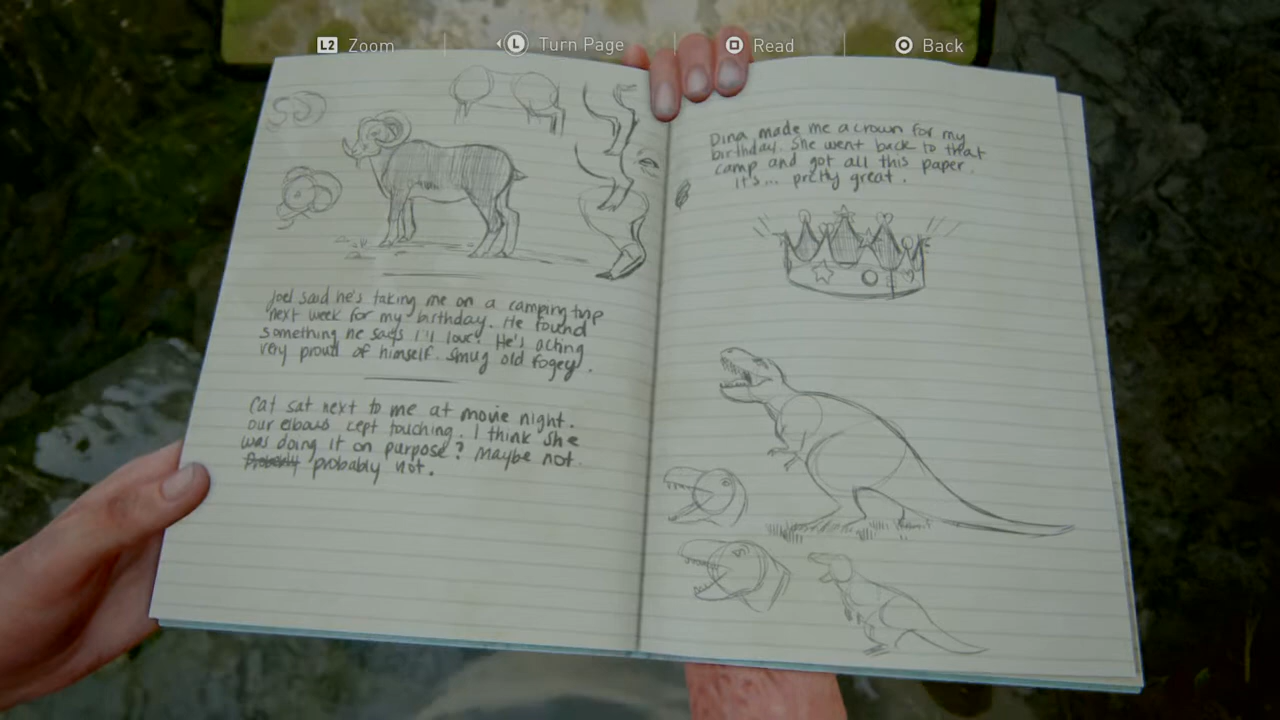 L2 Zoom
L Turn Page
Read
Back
Joel said he's taking me on a camping trip
next week for my birthday. He found
something he says I'll love. He's acting
very proud of himself. Smug old fogey.
Cat sat next to me at movie night.
our elbows kept touching. I think she
was doing it on purpose? Maybe not.
Probably probably not.
Dina made me a crown for my
birthday. She went back to that
camp and got all this paper.
It's... pretty great.